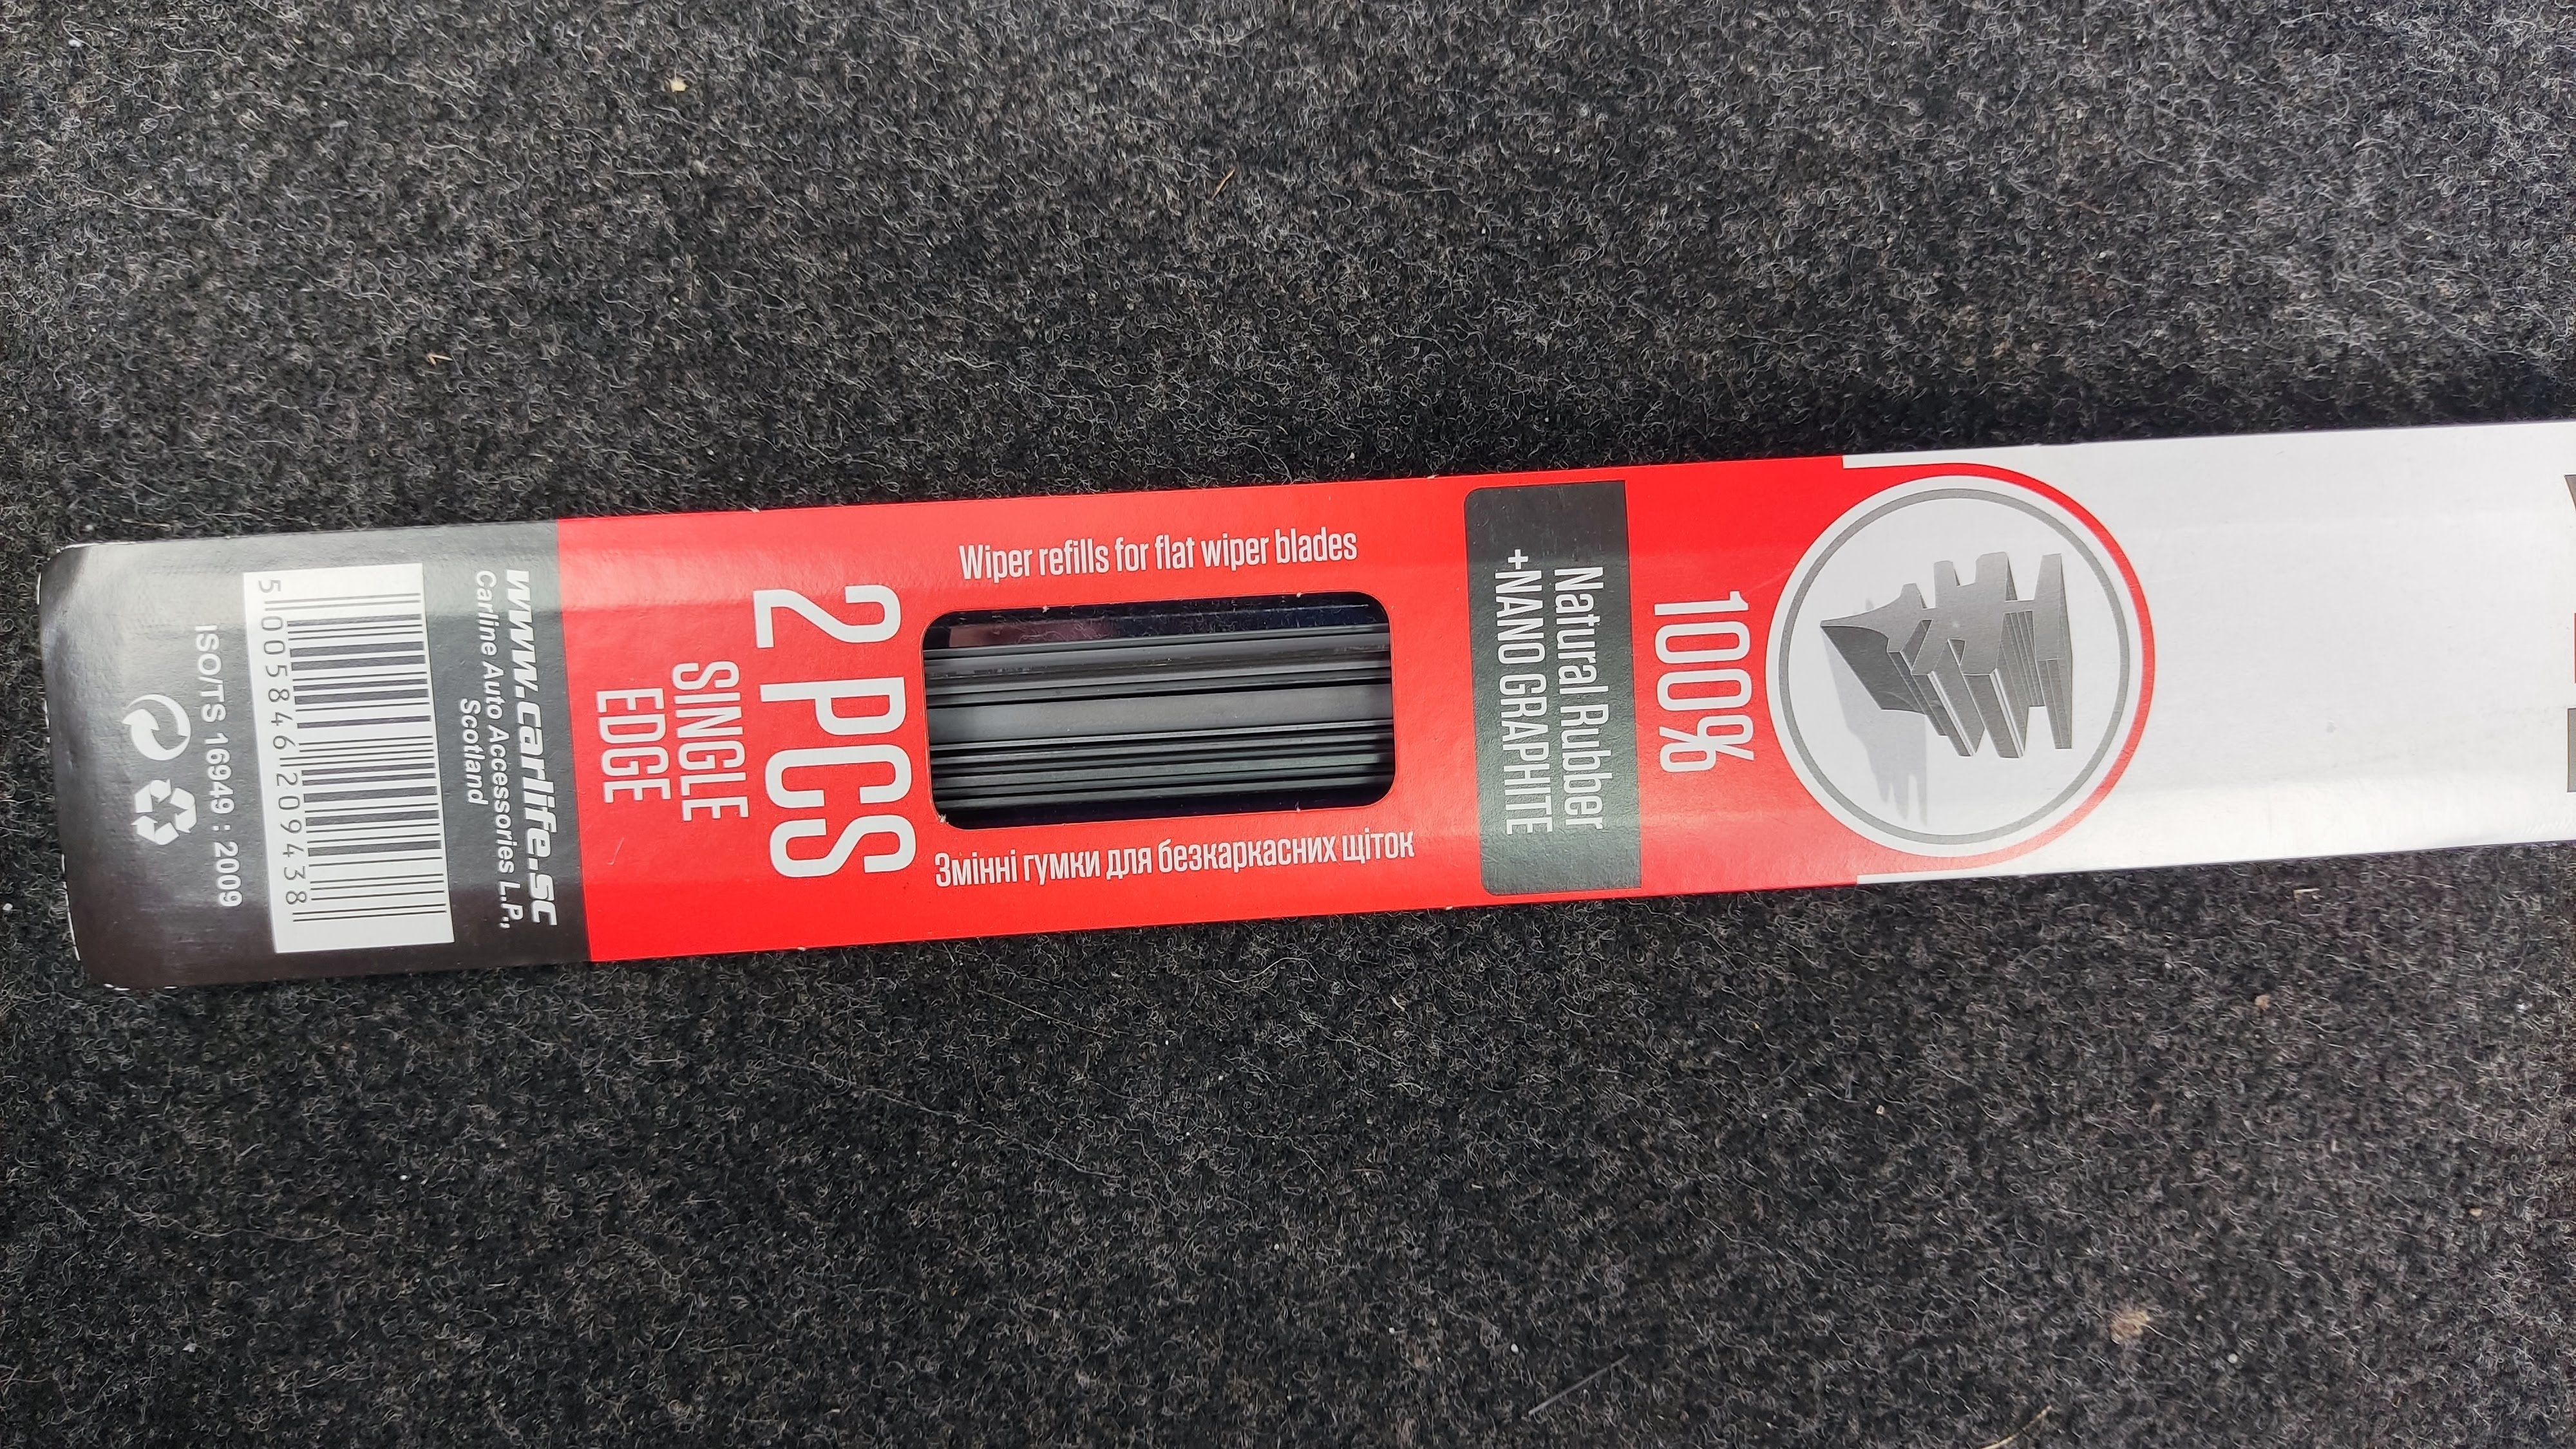 100%
Natural Rubber
+NANO GRAPHITE
Wiper refills for flat wiper blades
Змінні гумки для безкаркасних щіток
2 PCS
SINGLE
EDGE
www.carlife.sc
Carline Auto Accessories L.P.,
Scotland
5 005846 209438
ISO/TS 16949 : 2009